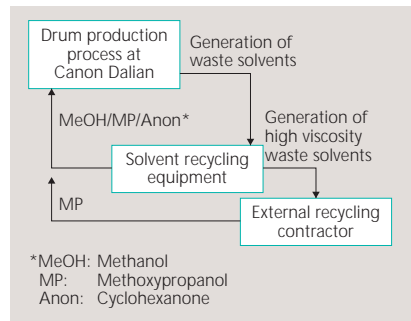 Drum production
process at
Canon Dalian
Generation of
waste solvents
MeOH/MP/Anon*
Generation of
high viscosity
waste solvents
Solvent recycling
equipment
MP
External recycling
contractor
*MeOH: Methanol
MP: Methoxypropanol
Anon: Cyclohexanone